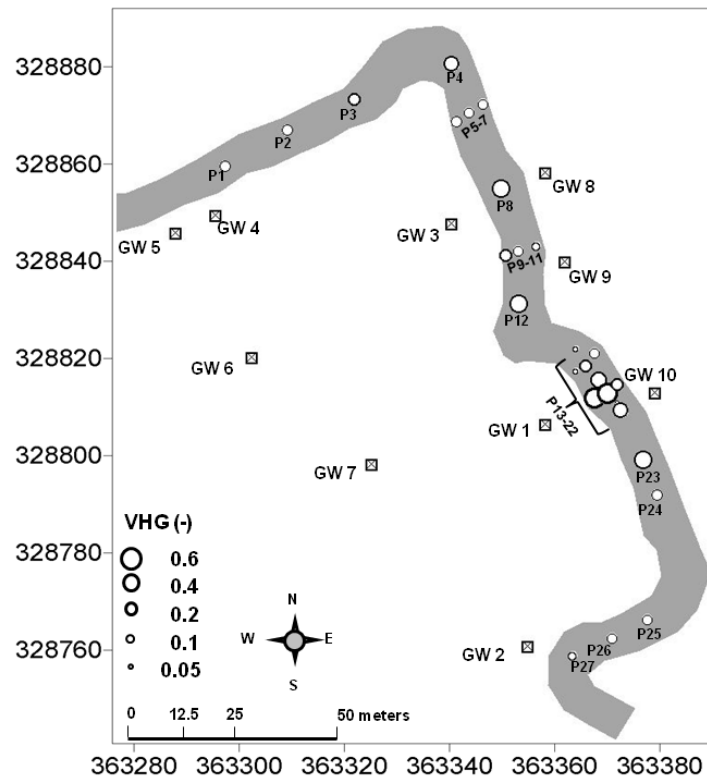 328880
328860
328840
328820
328800
328780
328760
P4
P3
P5-7
P2
P1
GW 8
P8
GW 4
GW 5
GW 3
P9-11
GW 9
P12
GW 6
GW 10
P13-22
GW 1
GW 7
P23
P24
VHG (-)
0.6
0.4
0.2
0.1
0.05
N
W
E
S
P25
P26
P27
GW 2
0 12.5 25 50 meters
363280 363300 363320 363340 363360 363380